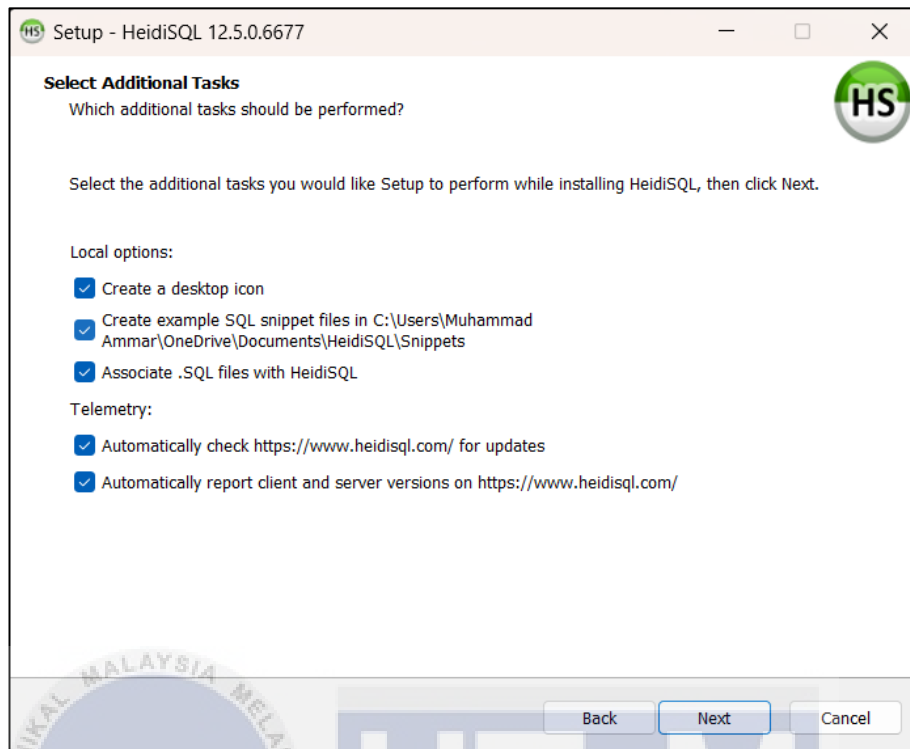 HS Setup - HeidiSQL 12.5.0.6677
Select Additional Tasks
Which additional tasks should be performed?
HS
Select the additional tasks you would like Setup to perform while installing HeidiSQL, then click Next.
Local options:
Create a desktop icon
Create example SQL snippet files in C:\Users\Muhammad
Ammar\OneDrive\Documents\HeidiSQL\Snippets
Associate .SQL files with HeidiSQL
Telemetry:
Automatically check https://www.heidisql.com/ for updates
Automatically report client and server versions on https://www.heidisql.com/
MALAYSIA
Back Next Cancel